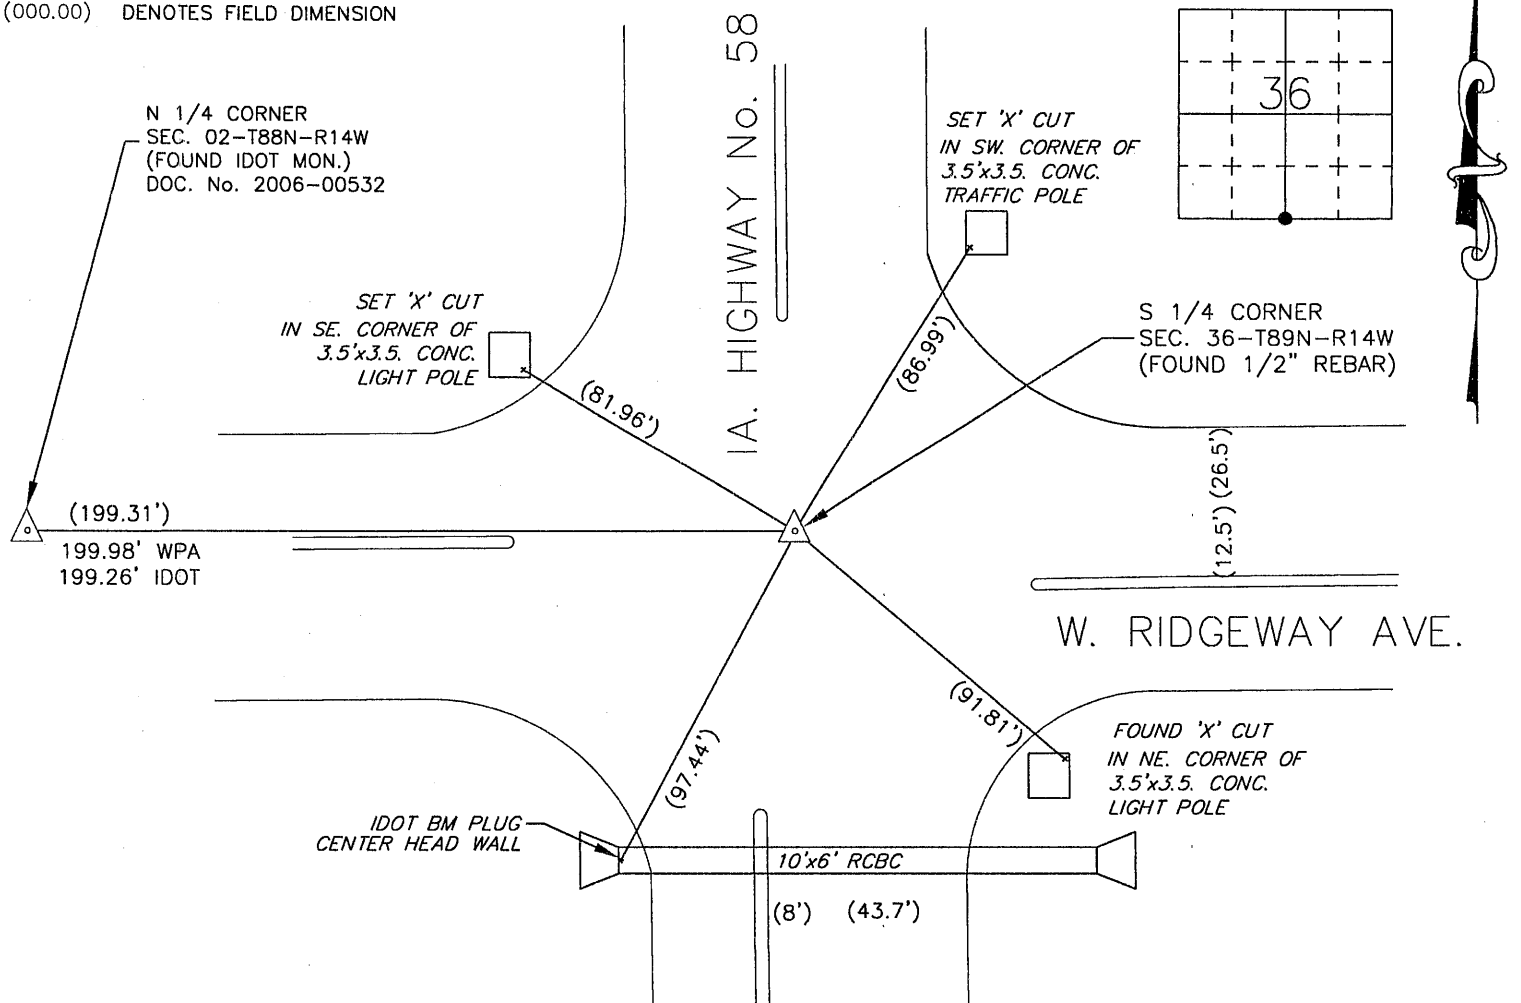 (000.00) DENOTES FIELD DIMENSION
N 1/4 CORNER
SEC. 02-T88N-R14W
(FOUND IDOT MON.)
DOC. No. 2006-00532
IA. HIGHWAY No. 58
SET 'X' CUT
IN SW. CORNER OF
3.5'x3.5. CONC.
TRAFFIC POLE
36
SET 'X' CUT
IN SE. CORNER OF
3.5'x3.5. CONC.
LIGHT POLE
S 1/4 CORNER
SEC. 36-T89N-R14W
(FOUND 1/2" REBAR)
(86.99')
(81.96')
(26.5')
(12.5')
(199.31')
199.98' WPA
199.26' IDOT
W. RIDGEWAY AVE.
(91.81')
(97.44')
FOUND 'X' CUT
IN NE. CORNER OF
3.5'x3.5. CONC.
LIGHT POLE
IDOT BM PLUG
CENTER HEAD WALL
10'x6' RCBC
(8') (43.7')